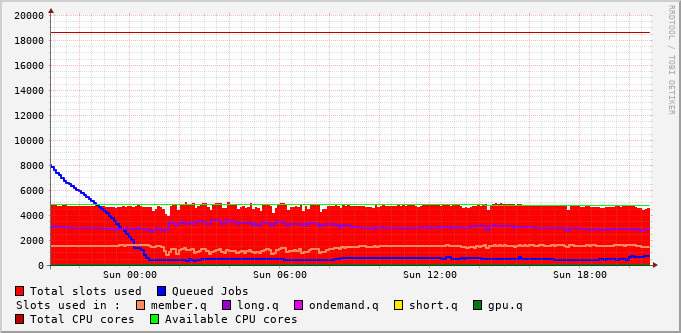 20000
18000
16000
14000
12000
10000
8000
6000
4000
2000
0
Sun 00:00 Sun 06:00 Sun 12:00 Sun 18:00
Total slots used Queued Jobs
Slots used in : member.q long.q ondemand.q short.q gpu.q
Total CPU cores Available CPU cores
RRDTOOL / TOBI OETIKER